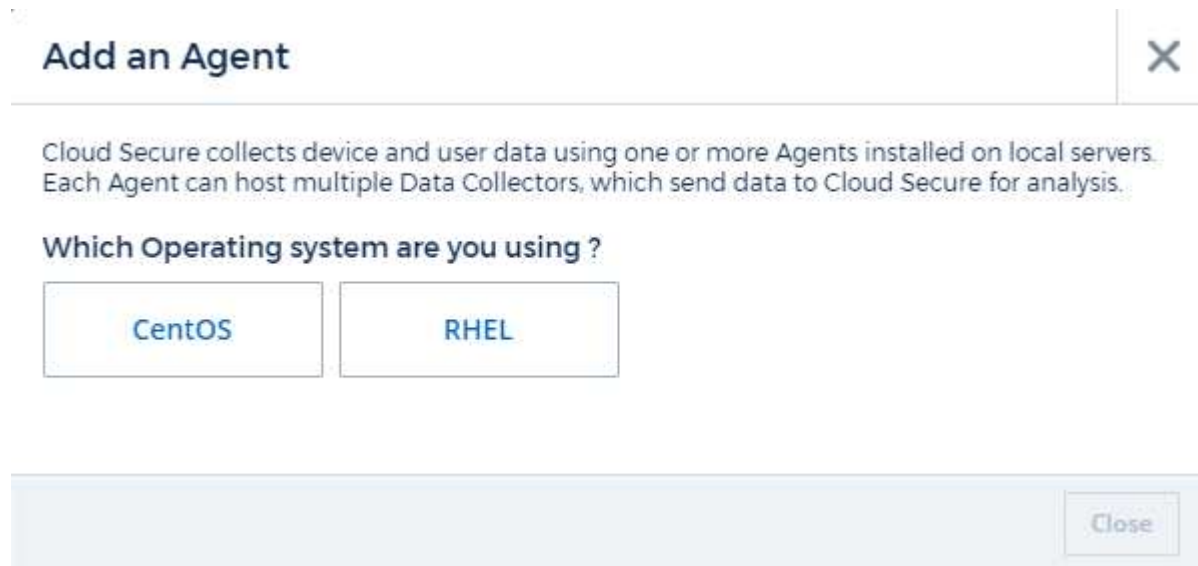 Add an Agent
Cloud Secure collects device and user data using one or more Agents installed on local servers.
Each Agent can host multiple Data Collectors, which send data to Cloud Secure for analysis.
Which Operating system are you using ?
CentOS
RHEL
Close